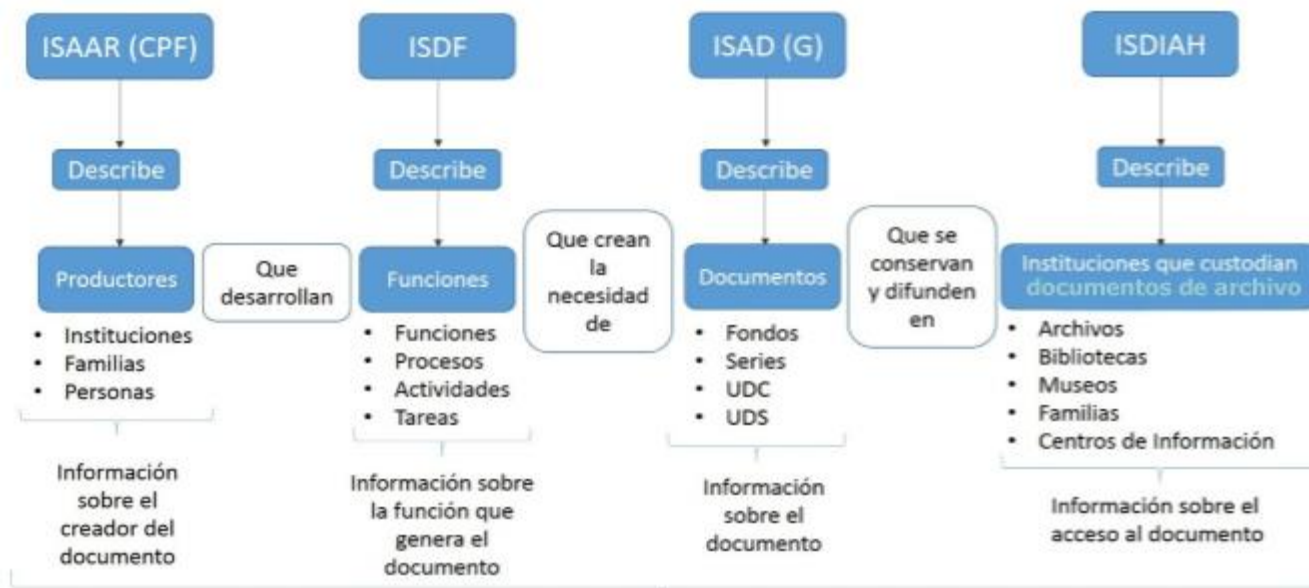 ISAAR (CPF)
Describe
Productores
• Instituciones
• Familias
• Personas
Información
sobre el
creador del
documento
Que
desarrollan
ISDF
Describe
Funciones
• Funciones
• Procesos
• Actividades
• Tareas
Información sobre
la función que
genera el
documento
Que crean
la
necesidad
de
ISAD (G)
Describe
Documentos
• Fondos
• Series
• UDC
• UDS
Información
sobre el
documento
Que se
conservan
y difunden
en
ISDIAH
Describe
Instituciones que custodian
documentos de archivo
• Archivos
• Bibliotecas
• Museos
• Familias
• Centros de Información
Información sobre el
acceso al documento